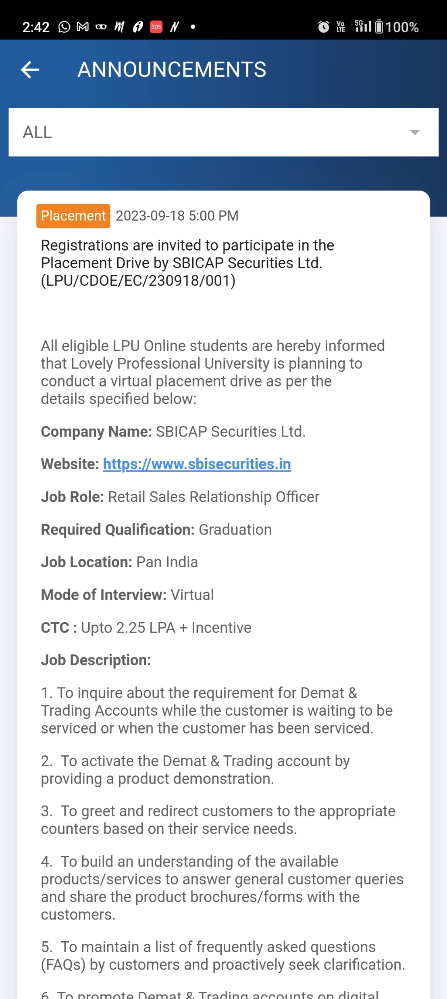 2:42
SOS
Vo
LTE
5G
100%
ANNOUNCEMENTS
ALL
Placement 2023-09-18 5:00 PM
Registrations are invited to participate in the
Placement Drive by SBICAP Securities Ltd.
(LPU/CDOE/EC/230918/001)
All eligible LPU Online students are hereby informed
that Lovely Professional University is planning to
conduct a virtual placement drive as per the
details specified below:
Company Name: SBICAP Securities Ltd.
Website: https://www.sbisecurities.in
Job Role: Retail Sales Relationship Officer
Required Qualification: Graduation
Job Location: Pan India
Mode of Interview: Virtual
CTC : Upto 2.25 LPA + Incentive
Job Description:
1. To inquire about the requirement for Demat &
Trading Accounts while the customer is waiting to be
serviced or when the customer has been serviced.
2.  To activate the Demat & Trading account by
providing a product demonstration.
3.  To greet and redirect customers to the appropriate
counters based on their service needs.
4.  To build an understanding of the available
products/services to answer general customer queries
and share the product brochures/forms with the
customers.
5.  To maintain a list of frequently asked questions
(FAQs) by customers and proactively seek clarification.
6. To promote Demat & Trading accounts on digital